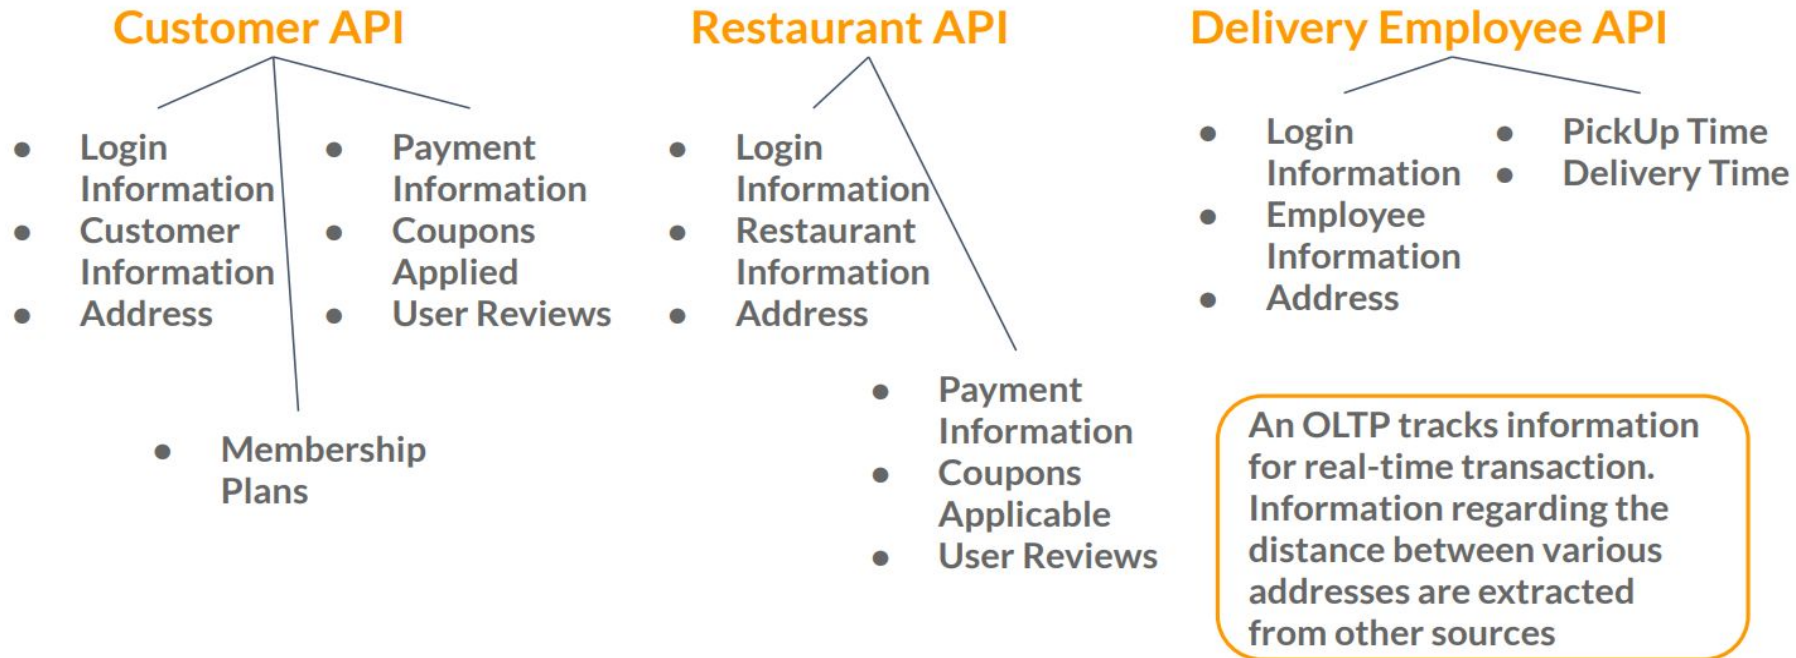 Customer API
● Login
Information
● Customer
Information
● Address
● Payment
Information
● Coupons
Applied
● User Reviews
● Membership
Plans
Restaurant API
● Login
Information
● Restaurant
Information
● Address
● Payment
Information
● Coupons
Applicable
● User Reviews
Delivery Employee API
● Login
Information
● Employee
Information
● Address
● PickUp Time
● Delivery Time
An OLTP tracks information
for real-time transaction.
Information regarding the
distance between various
addresses are extracted
from other sources